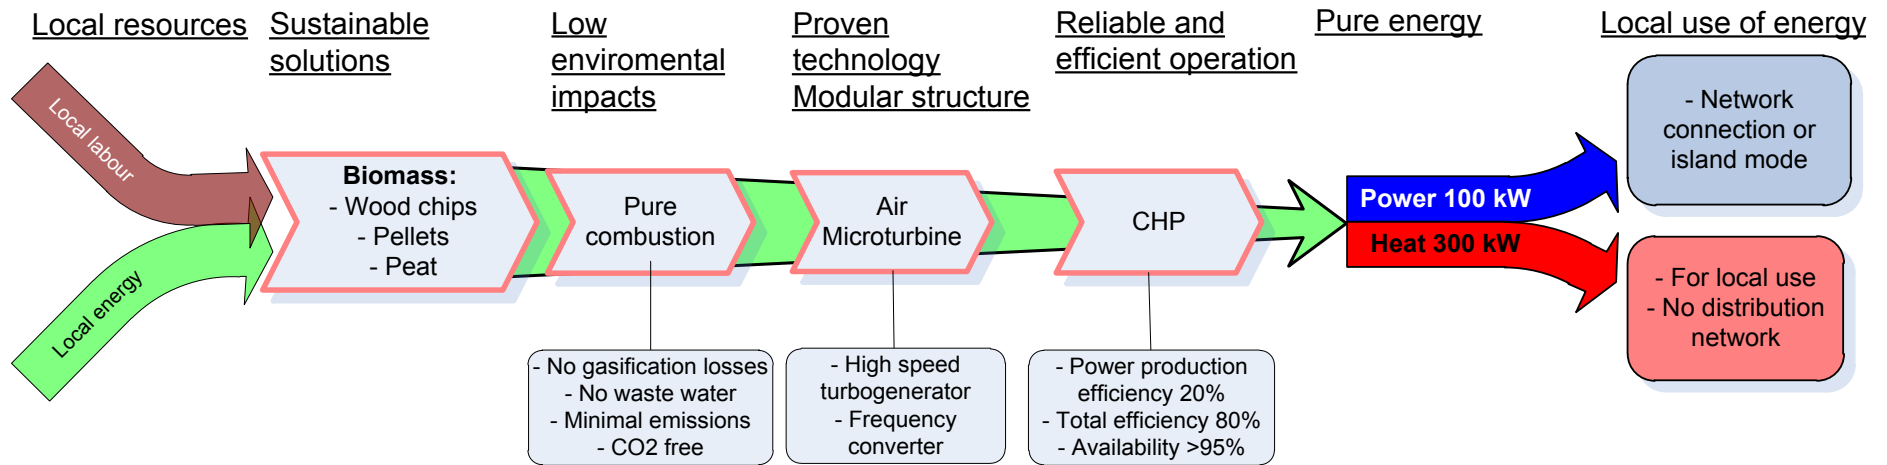 Local resources
Sustainable
solutions
Low
enviromental
impacts
Proven
technology
Modular structure
Reliable and
efficient operation
Pure energy
Local use of energy
Local labour
Local energy
Biomass:
- Wood chips
- Pellets
- Peat
Pure
combustion
Air
Microturbine
CHP
Power 100 kW
Heat 300 kW
- Network
connection or
island mode
- For local use
- No distribution
network
- No gasification losses
- No waste water
- Minimal emissions
- CO2 free
- High speed
turbogenerator
- Frequency
converter
- Power production
efficiency 20%
- Total efficiency 80%
- Availability >95%